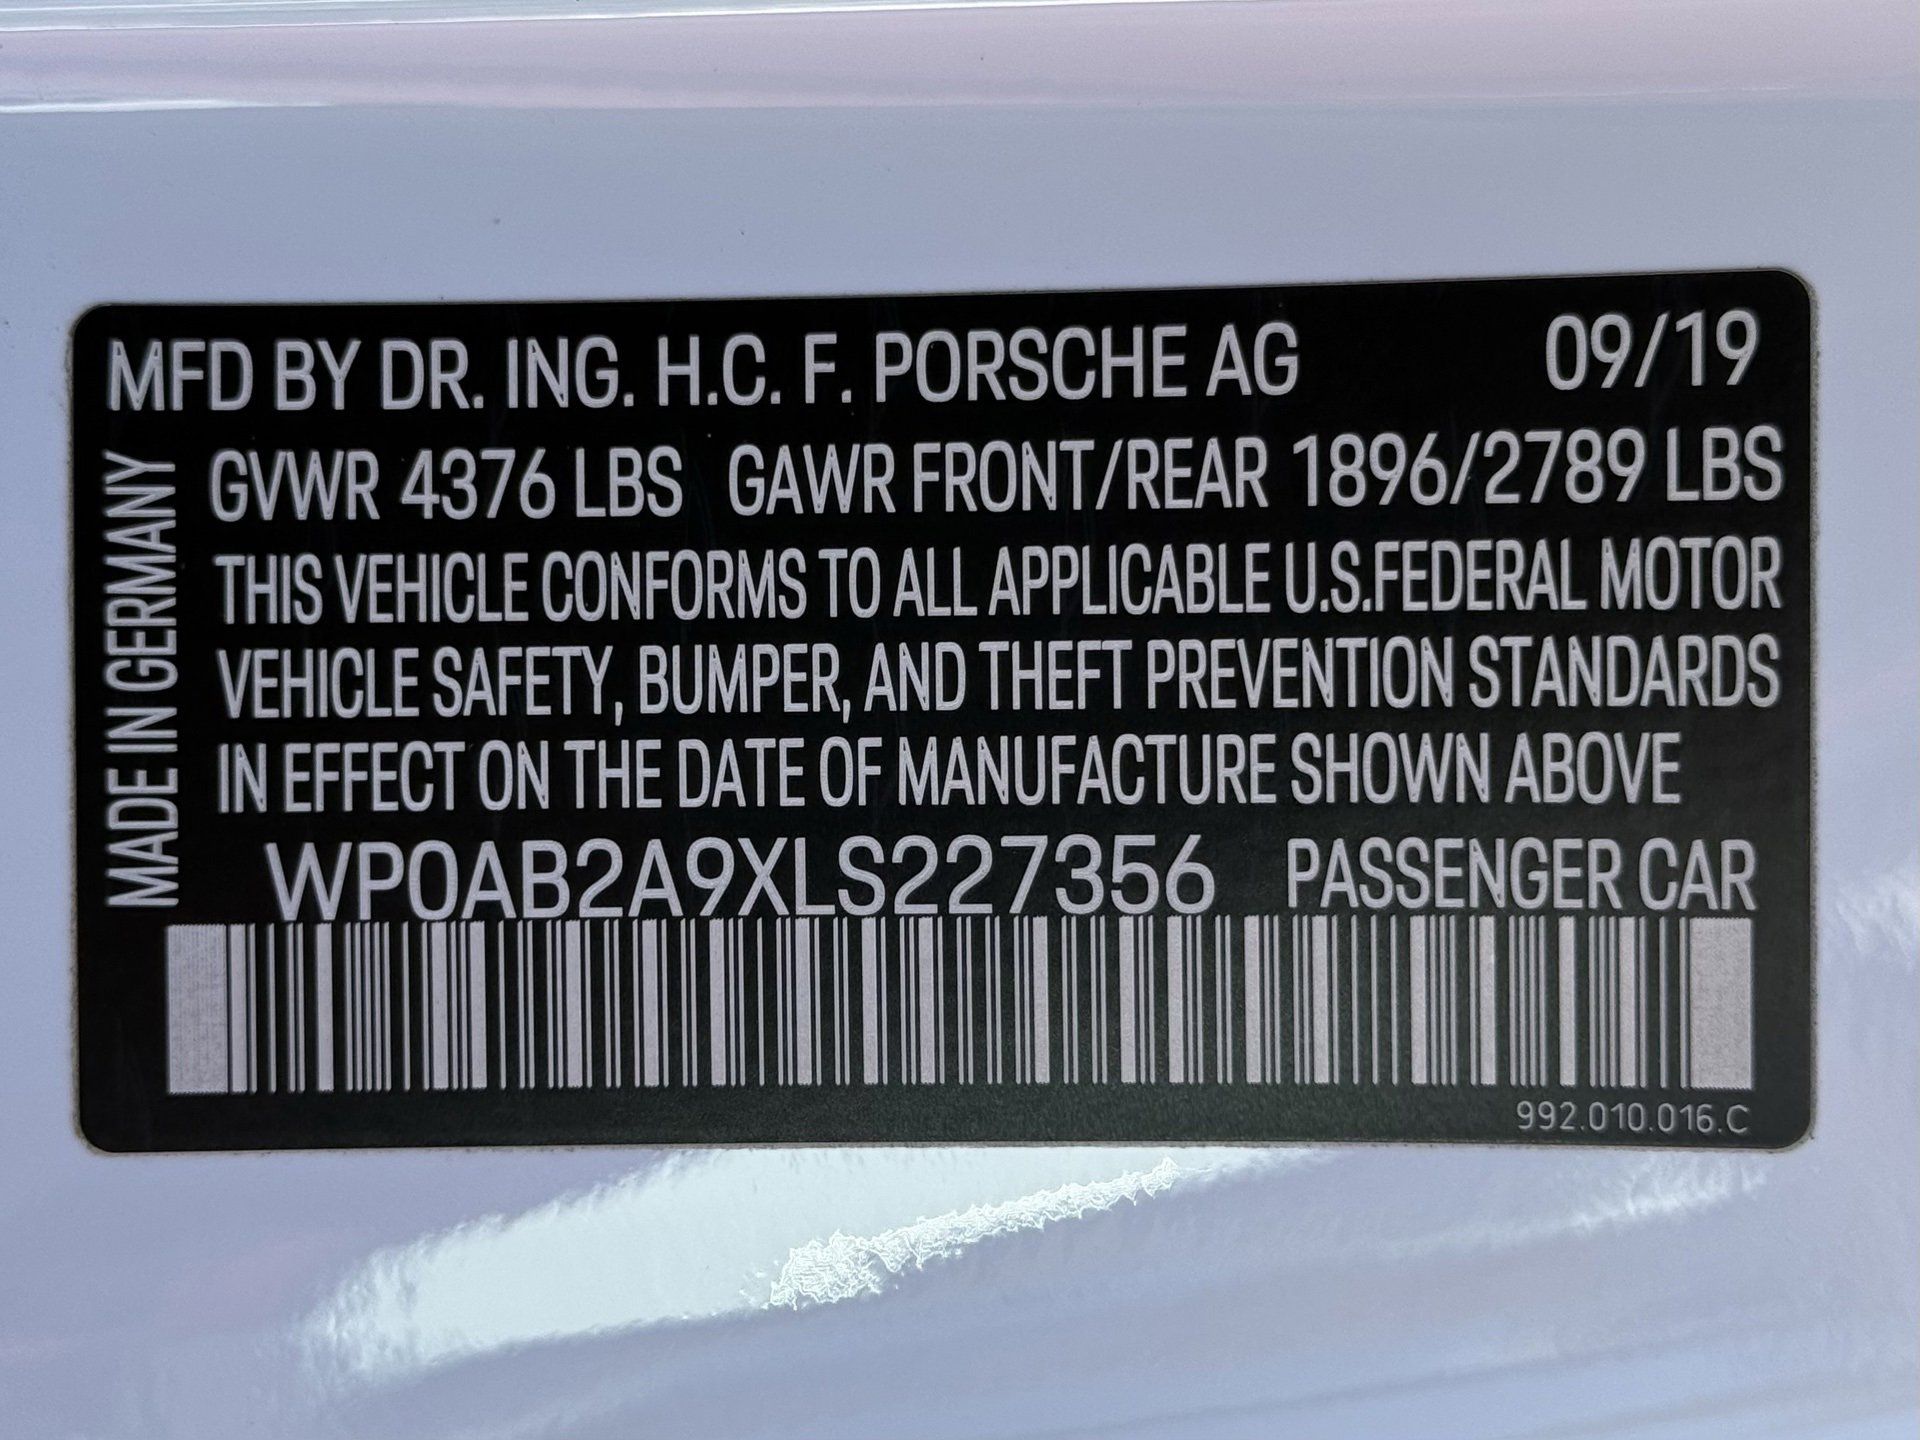 MFD BY DR. ING. H.C. F. PORSCHE AG 09/19
MADE IN GERMANY
GVWR 4376 LBS GAWR FRONT/REAR 1896/2789 LBS
THIS VEHICLE CONFORMS TO ALL APPLICABLE U.S.FEDERAL MOTOR
VEHICLE SAFETY, BUMPER, AND THEFT PREVENTION STANDARDS
IN EFFECT ON THE DATE OF MANUFACTURE SHOWN ABOVE
WP0AB2A9XLS227356 PASSENGER CAR
992.010.016.C